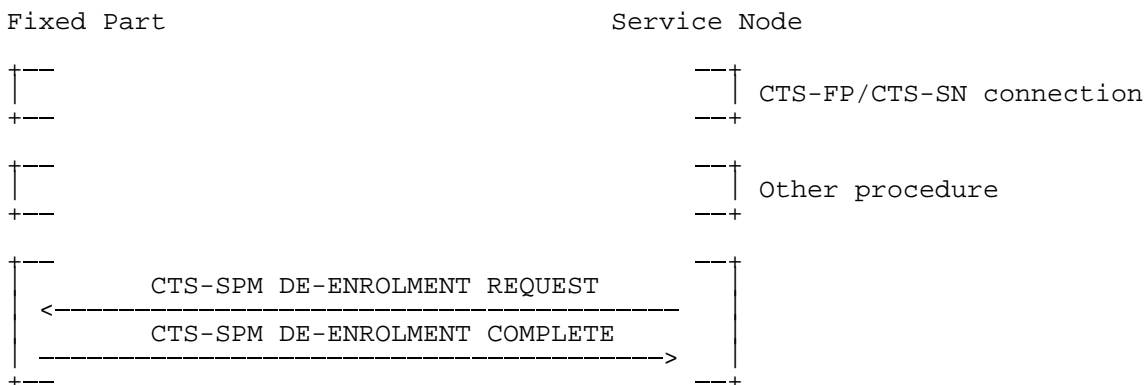 Fixed Part Service Node
CTS-FP/CTS-SN connection
Other procedure
CTS-SPM DE-ENROLMENT REQUEST
CTS-SPM DE-ENROLMENT COMPLETE